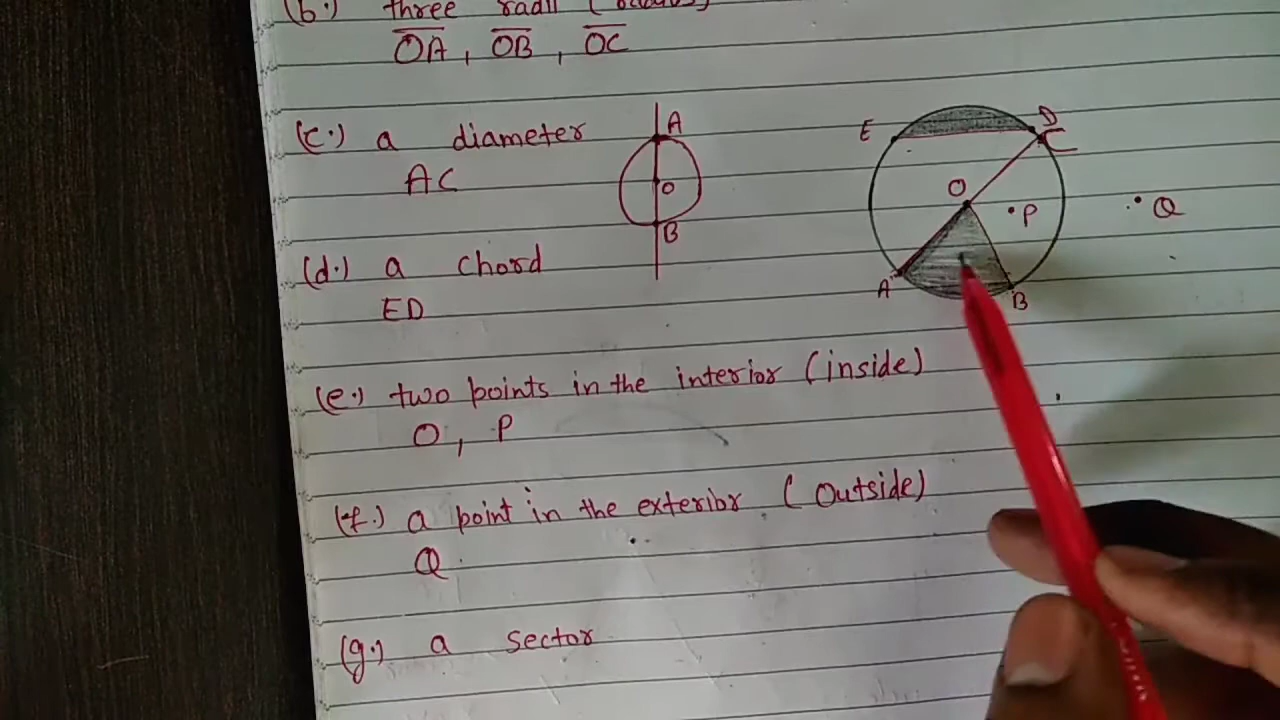 (b.) three radii
OA , OB , OC
(c.) a diameter
AC
A
O
B
E
D
C
O
P
Q
A
B
(d.) a chord
ED
(e.) two points in the interior (inside)
O, P
(f.) a point in the exterior (outside)
Q.
(g.) a sector